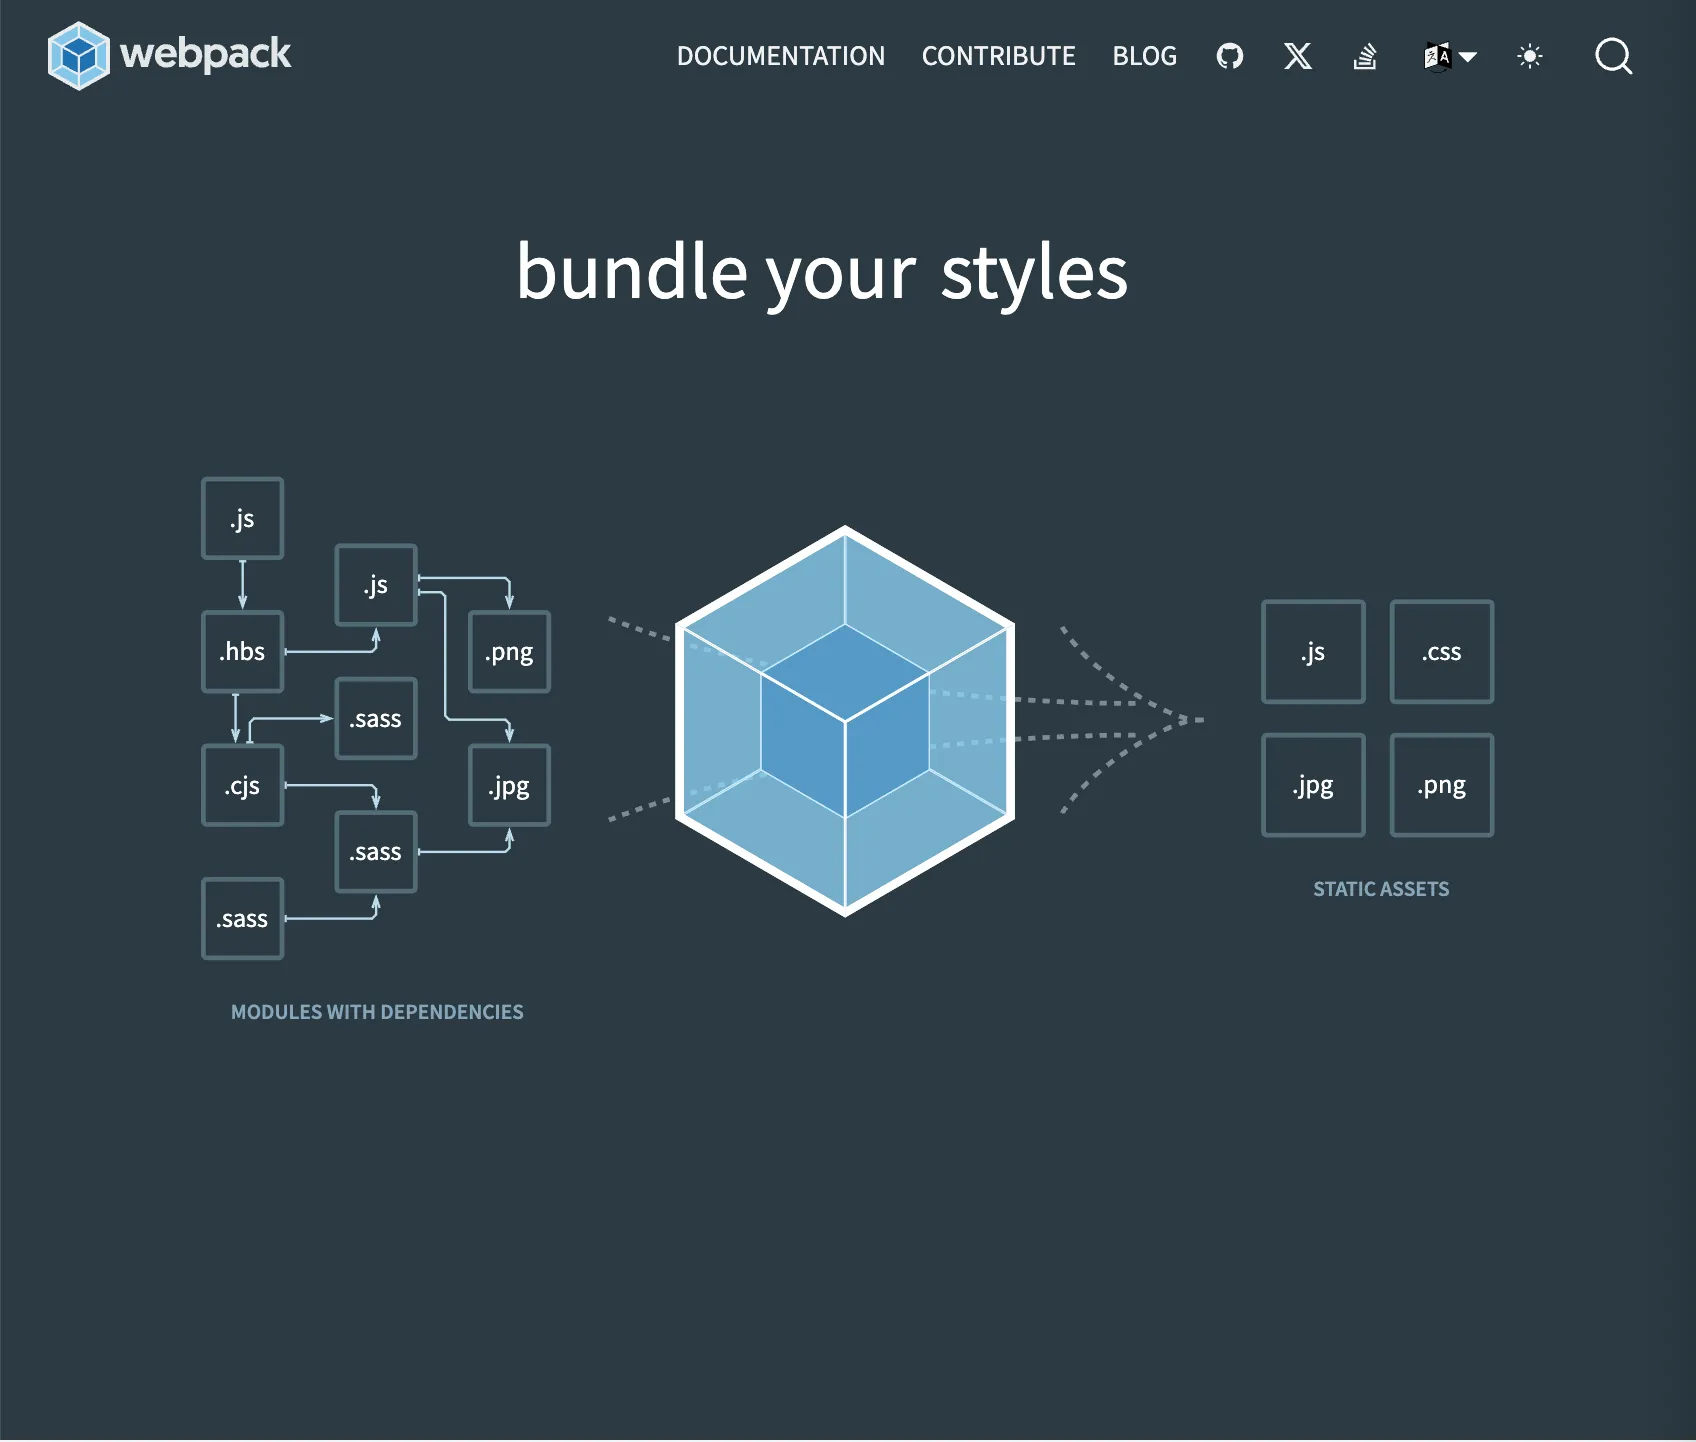 webpack
DOCUMENTATION CONTRIBUTE BLOG
bundle your styles
.js
.js
.hbs
.png
.sass
.cjs
.jpg
.sass
.sass
MODULES WITH DEPENDENCIES
.js .css
.jpg .png
STATIC ASSETS